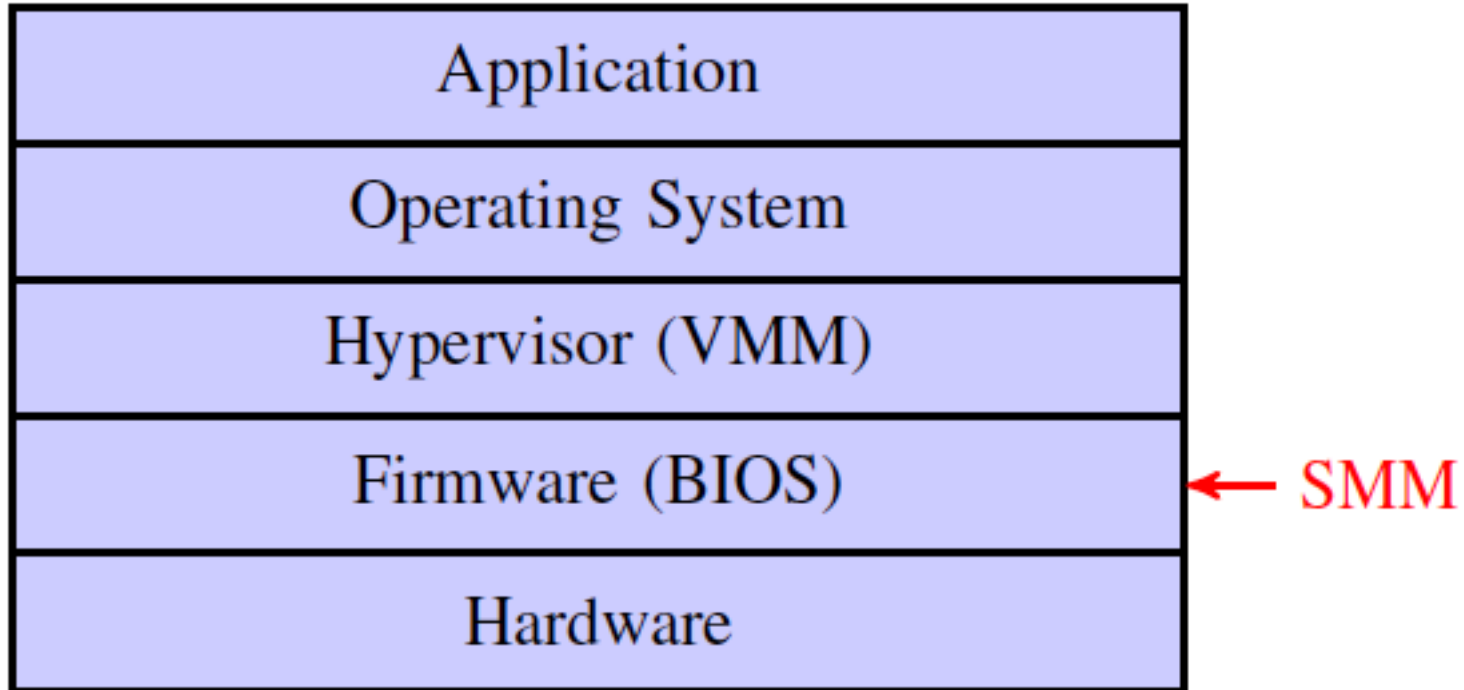 Application
Operating System
Hypervisor (VMM)
Firmware (BIOS)
SMM
Hardware